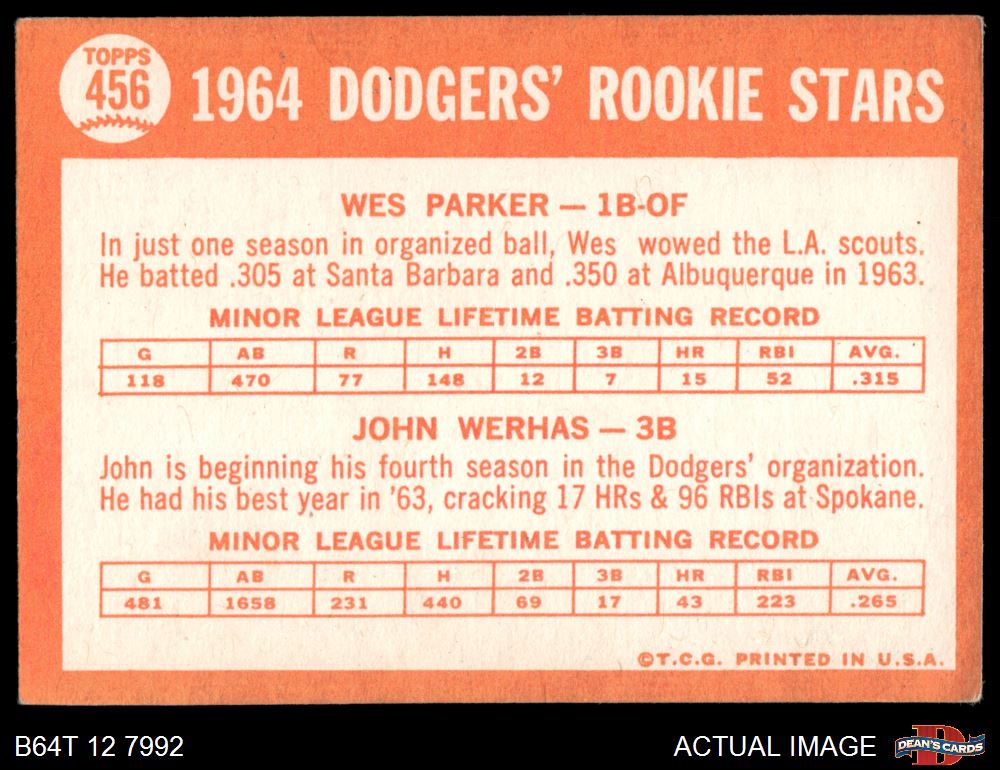 TOPPS
456
1964 DODGERS' ROOKIE STARS
WES PARKER — 1B-OF
In just one season in organized ball, Wes wowed the L.A. scouts.
He batted .305 at Santa Barbara and .350 at Albuquerque in 1963.
MINOR LEAGUE LIFETIME BATTING RECORD
G AB R H 2B 3B HR RBI AVG.
118 470 77 148 12 7 15 52 .315
JOHN WERHAS — 3B
John is beginning his fourth season in the Dodgers' organization.
He had his best year in '63, cracking 17 HRs & 96 RBIs at Spokane.
MINOR LEAGUE LIFETIME BATTING RECORD
G AB R H 2B 3B HR RBI AVG.
481 1658 231 440 69 17 43 223 .265
©T.C.G. PRINTED IN U.S.A.
B64T 12 7992
ACTUAL IMAGE
DEAN'S CARDS